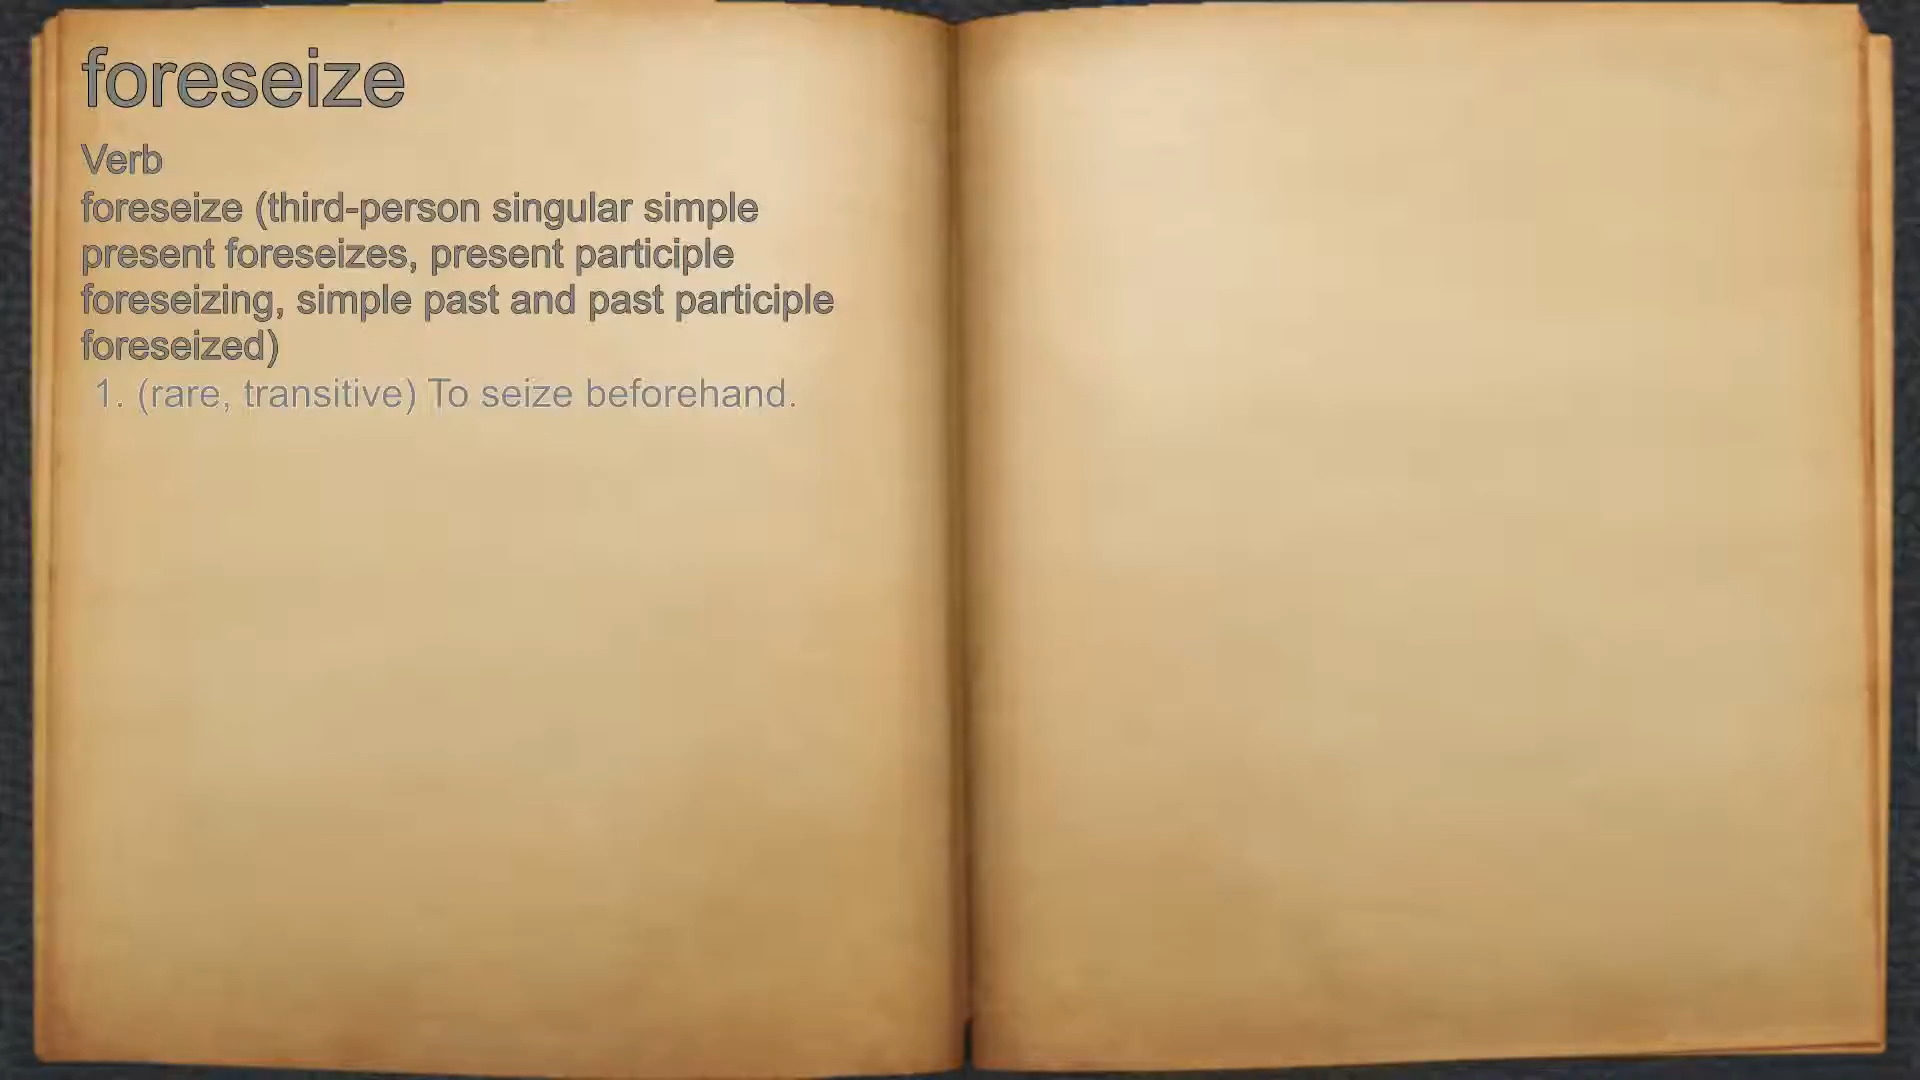 foreseize
Verb
foreseize (third-person singular simple
present foreseizes, present participle
foreseizing, simple past and past participle
foreseized)
1. (rare, transitive) To seize beforehand.